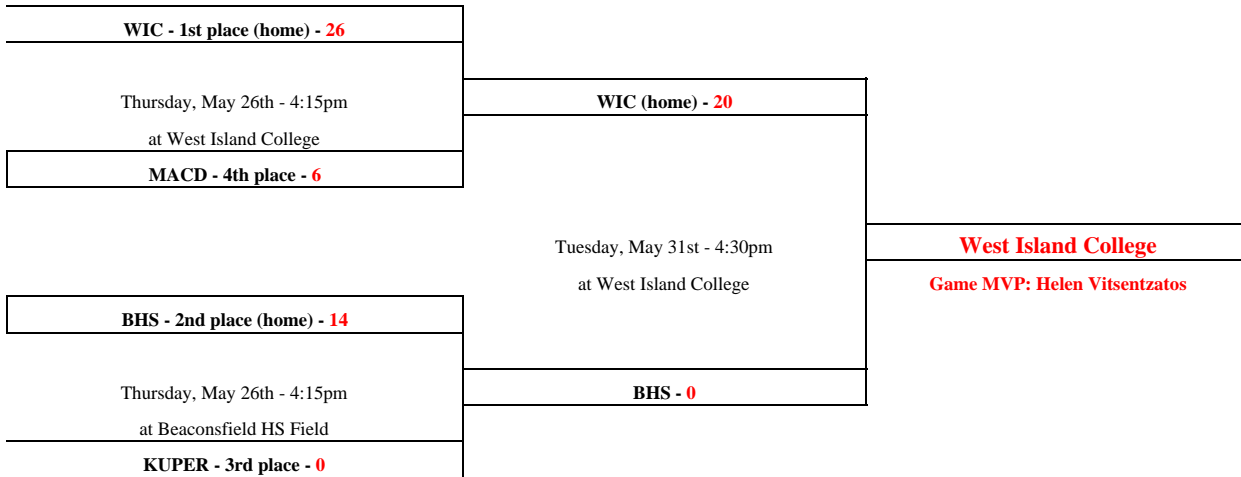 WIC - 1st place (home) - 26
Thursday, May 26th - 4:15pm
at West Island College
MACD - 4th place - 6
WIC (home) - 20
Tuesday, May 31st - 4:30pm
at West Island College
West Island College
Game MVP: Helen Vitsentzatos
BHS - 2nd place (home) - 14
Thursday, May 26th - 4:15pm
at Beaconsfield HS Field
KUPER - 3rd place - 0
BHS - 0